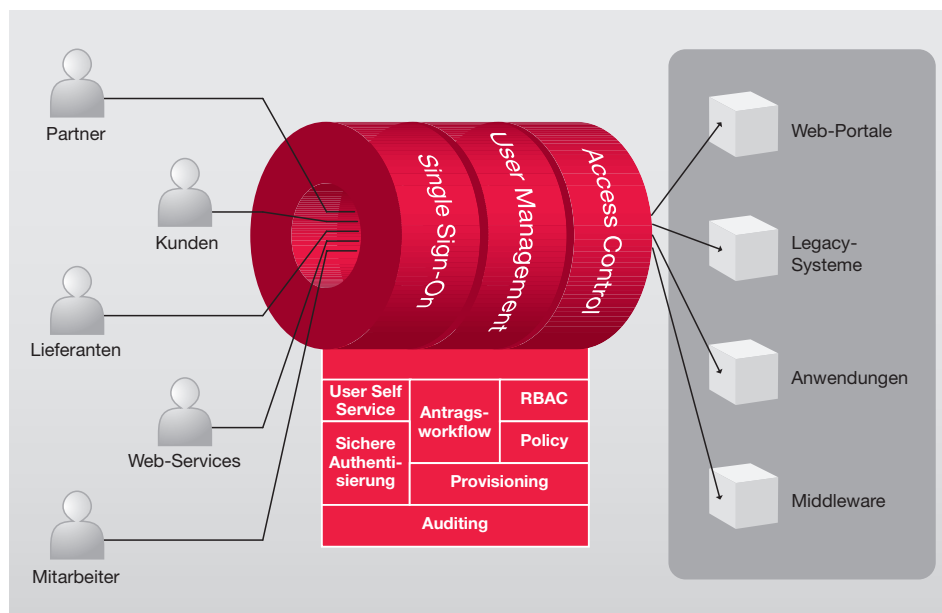 Partner
Kunden
Lieferanten
Web-Services
Mitarbeiter
Single Sign-On
User Management
Access Control
User Self
Service
Sichere
Authenti-
sierung
Antrags-
workflow
RBAC
Policy
Provisioning
Auditing
Web-Portale
Legacy-
Systeme
Anwendungen
Middleware